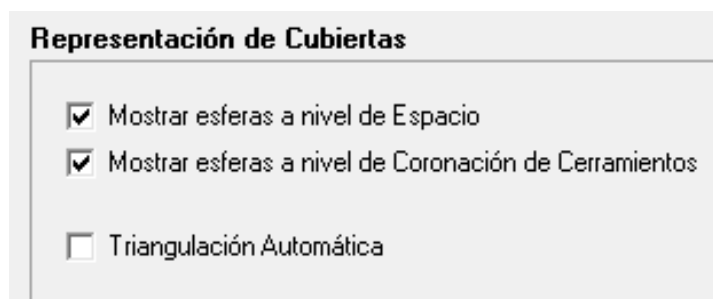 Representación de Cubiertas
Mostrar esferas a nivel de Espacio
Mostrar esferas a nivel de Coronación de Cerramientos
Triangulación Automática